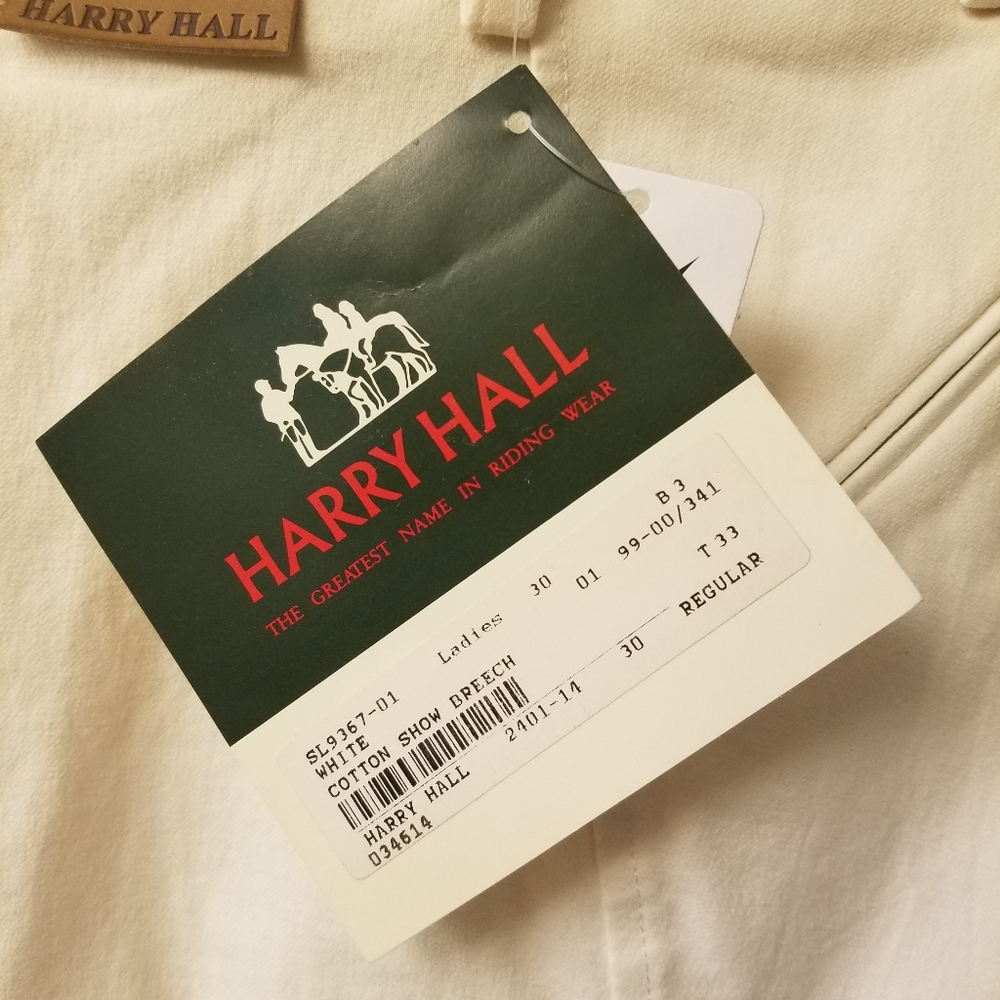 HARRY HALL
HARRY HALL
THE GREATEST NAME IN RIDING WEAR
SL9367-01 Ladies 30 01 99-00/341 B 3
WHITE
COTTON SHOW BREECH
T 33
2401-14 30 REGULAR
HARRY HALL
034614